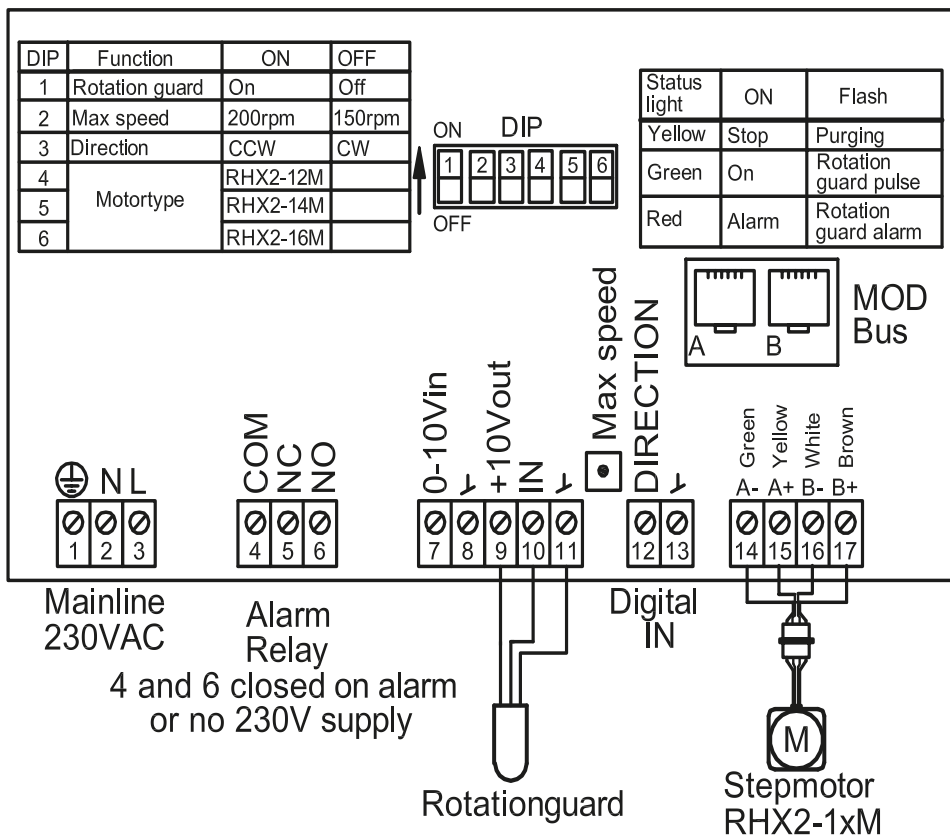 DIP Function ON OFF
1 Rotation guard On Off
2 Max speed 200rpm 150rpm
3 Direction CCW CW
4 RHX2-12M
5 Motortype RHX2-14M
6 RHX2-16M
ON DIP
1 2 3 4 5 6
OFF
Status
light ON Flash
Yellow Stop Purging
Green On Rotation
guard pulse
Red Alarm Rotation
guard alarm
A B
MOD
Bus
N L
1 2 3
Mainline
230VAC
COM
NC
NO
4 5 6
Alarm
Relay
4 and 6 closed on alarm
or no 230V supply
0-10Vin
+10Vout
IN
7 8 9 10 11
Rotationguard
Max speed
DIRECTION
12 13
Digital
IN
Green
Yellow
White
Brown
A- A+ B- B+
14 15 16 17
M
Stepmotor
RHX2-1xM